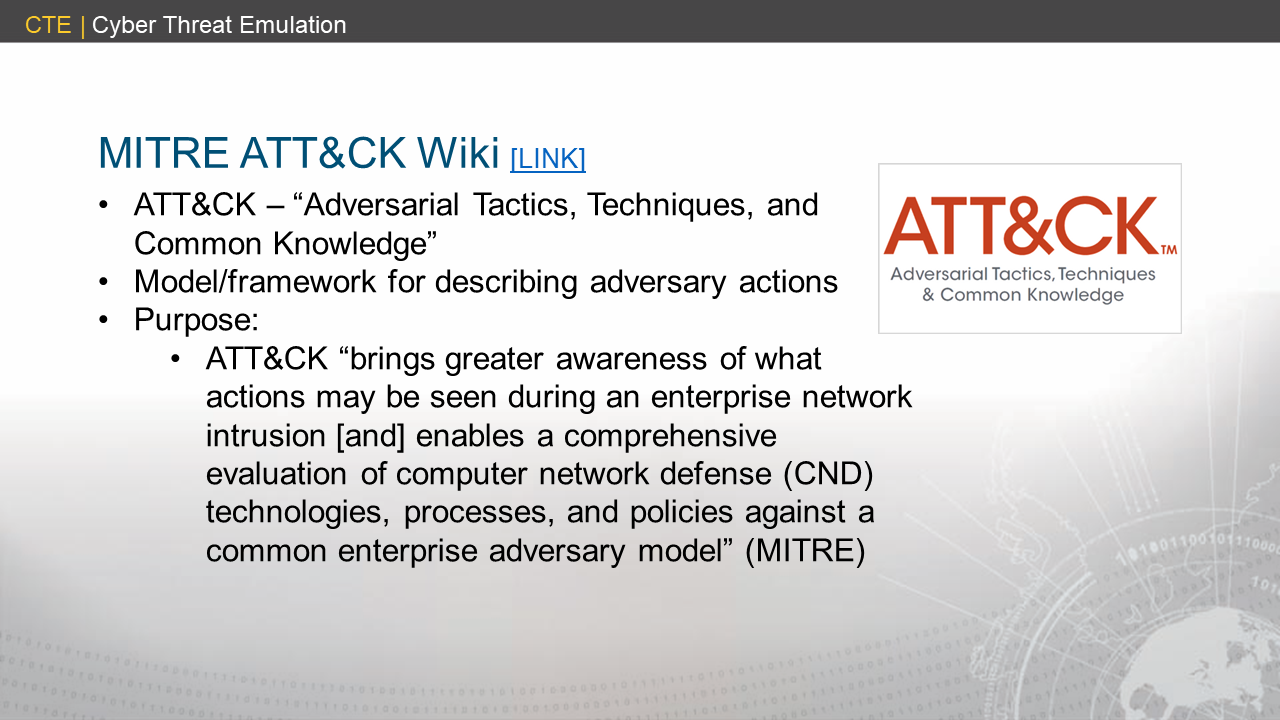 CTE | Cyber Threat Emulation
MITRE ATT&CK Wiki [LINK]
• ATT&CK – “Adversarial Tactics, Techniques, and
Common Knowledge”
• Model/framework for describing adversary actions
• Purpose:
• ATT&CK “brings greater awareness of what
actions may be seen during an enterprise network
intrusion [and] enables a comprehensive
evaluation of computer network defense (CND)
technologies, processes, and policies against a
common enterprise adversary model” (MITRE)
ATT&CK™
Adversarial Tactics, Techniques
& Common Knowledge